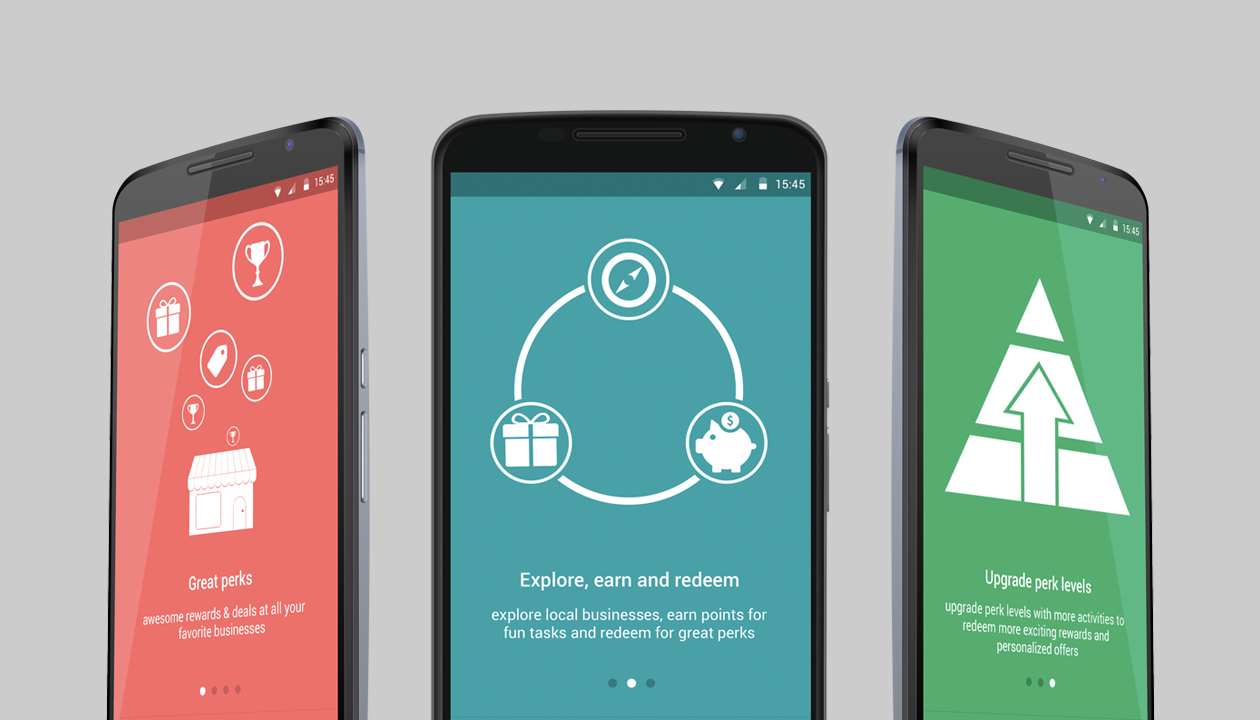 15:45
Great perks
awesome rewards & deals at all your
favorite businesses
15:45
$
Explore, earn and redeem
explore local businesses, earn points for
fun tasks and redeem for great perks
15:45
Upgrade perk levels
upgrade perk levels with more activities to
redeem more exciting rewards and
personalized offers